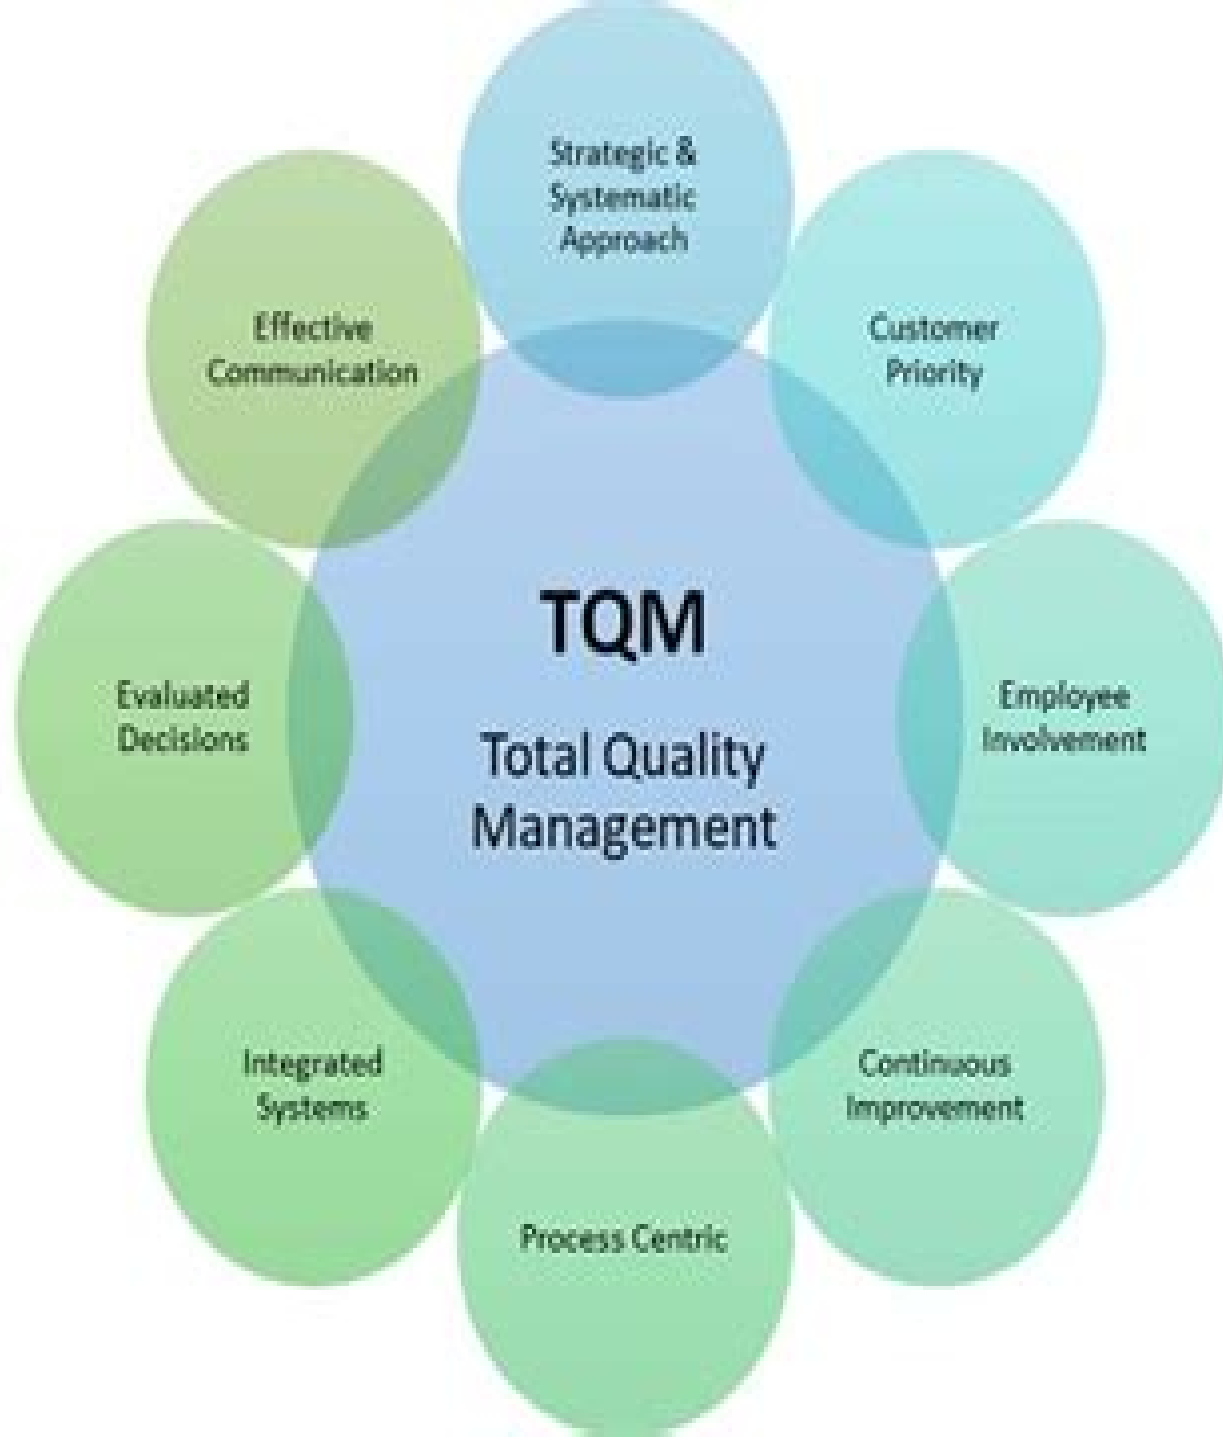 Strategic &
Systematic
Approach
Customer
Priority
Employee
Involvement
Continuous
Improvement
Process Centric
Integrated
Systems
Evaluated
Decisions
Effective
Communication
TQM
Total Quality
Management